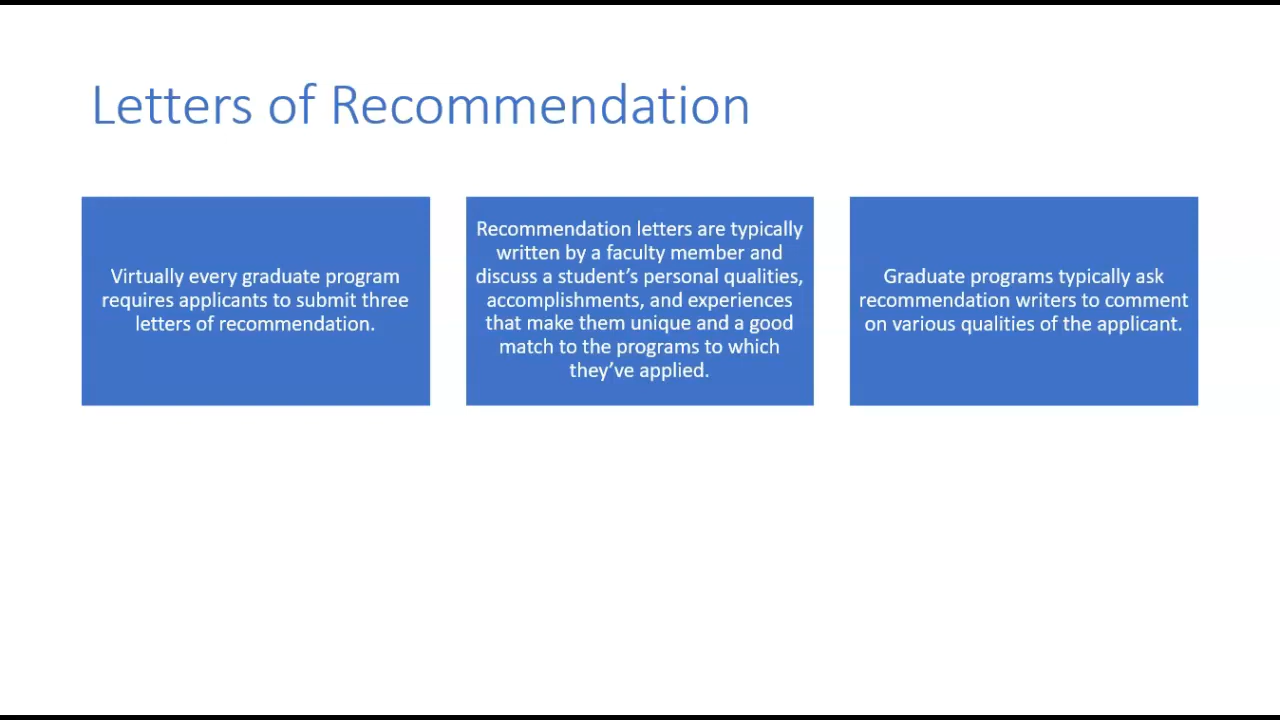 Letters of Recommendation
Virtually every graduate program
requires applicants to submit three
letters of recommendation.
Recommendation letters are typically
written by a faculty member and
discuss a student’s personal qualities,
accomplishments, and experiences
that make them unique and a good
match to the programs to which
they’ve applied.
Graduate programs typically ask
recommendation writers to comment
on various qualities of the applicant.